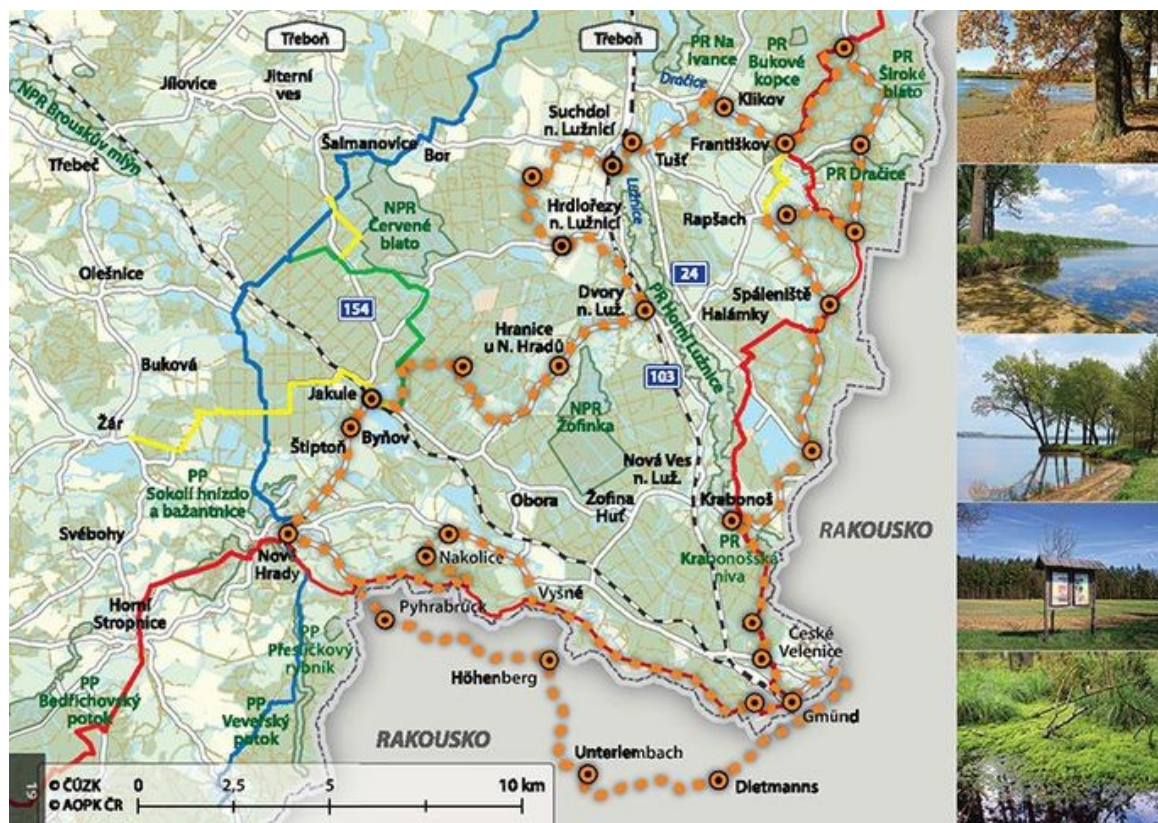 Třeboň
Třeboň
PR Na
Ivance
PR
Bukové
kopce
PR
Široké
blato
Jílovice
Jiterní
ves
Dračice
Klikov
NPR Brouskův mlýn
Suchdol
n. Lužnicí
Šalmanovice
Bor
Františkov
Třebeč
Tušť
PR Dračice
Lužnice
NPR
Červené
blato
Hrdlořezy
n. Lužnicí
Rapšach
Olešnice
24
154
Dvory
n. Luž.
PR Horní Lužnice
Spáleniště
Halámky
Hranice
u N. Hradů
Buková
103
Jakule
NPR
Žofinka
Žár
Byňov
Štiptoň
PP
Sokolí hnízdo
a bažantnice
Nová Ves
n. Luž.
Obora
Žofina
Huť
Krabonoš
RAKOUSKO
Svébohy
Nové
Hrady
Nakolice
PR
Krabonošská
niva
Vyšné
Horní
Stropnice
Pyhrabruck
PP
Přesličkový
rybník
České
Velenice
Höhenberg
PP
Bedřichovský
potok
PP
Veveřský
potok
Gmünd
RAKOUSKO
Unterlembach
Dietmanns
19
© ČÚZK
© AOPK ČR
0 2.5 5 10 km